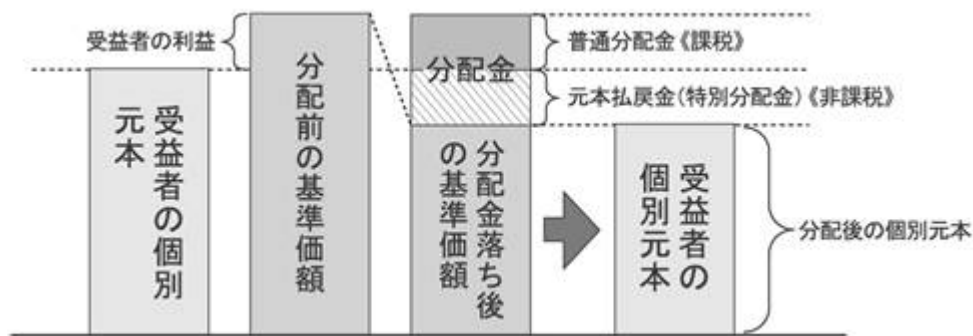 受益者の利益
受益者の個別
元本
分配前の基準価額
分配金
分配金落ち後
の基準価額
普通分配金《課税》
元本払戻金(特別分配金)《非課税》
受益者の
個別元本
分配後の個別元本